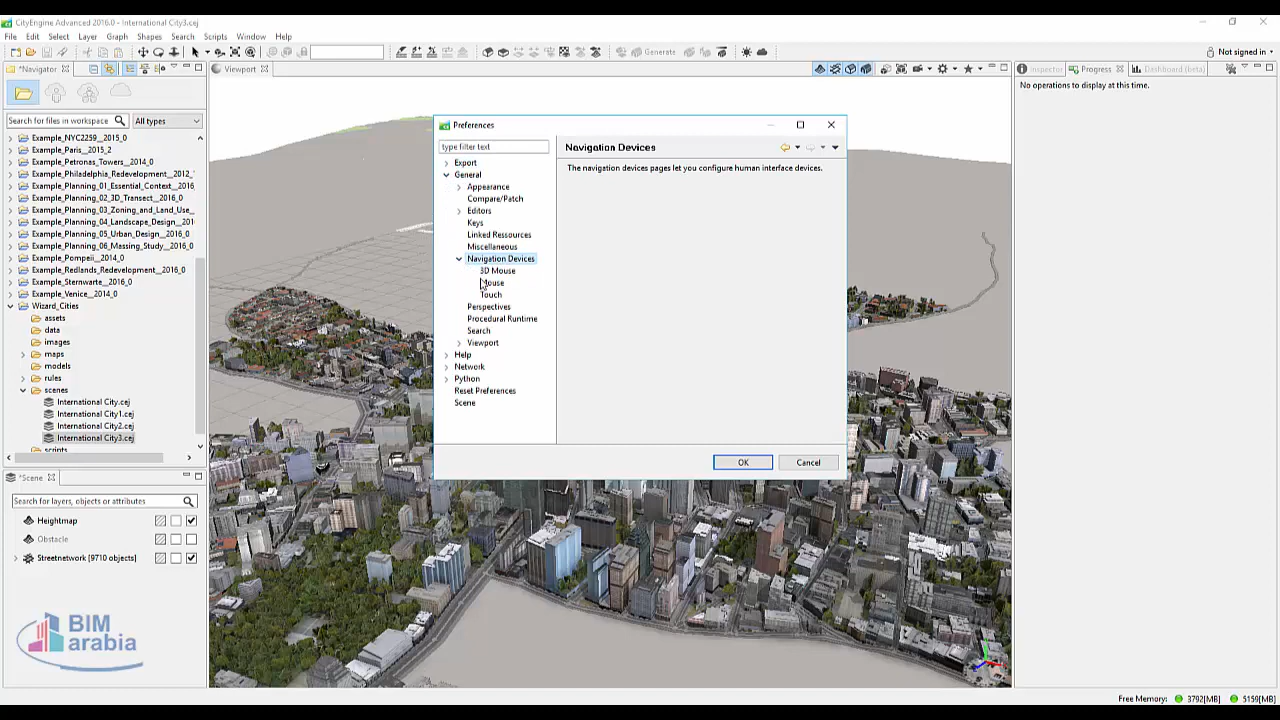 CityEngine Advanced 2016.0 - International City3.cej
File Edit Select Layer Graph Shapes Search Scripts Window Help
Generate
Not signed in
*Navigator
Viewport
Inspector
Progress
Dashboard (beta)
No operations to display at this time.
Search for files in workspace
All types
Example_NYC2259__2015_0
Example_Paris__2015_2
Example_Petronas_Towers__2014_0
Example_Philadelphia_Redevelopment__2012_
Example_Planning_01_Essential_Context__2016
Example_Planning_02_3D_Transect__2016_0
Example_Planning_03_Zoning_and_Land_Use_
Example_Planning_04_Landscape_Design__201
Example_Planning_05_Urban_Design__2016_0
Example_Planning_06_Massing_Study__2016_0
Example_Pompeii__2014_0
Example_Redlands_Redevelopment__2016_0
Example_Sternwarte__2016_0
Example_Venice__2014_0
Wizard_Cities
assets
data
images
maps
models
rules
scenes
International City.cej
International City1.cej
International City2.cej
International City3.cej
scripts
*Scene
Search for layers, objects or attributes
Heightmap
Obstacle
Streetnetwork [9710 objects]
BIM
arabia
Preferences
type filter text
Export
General
Appearance
Compare/Patch
Editors
Keys
Linked Ressources
Miscellaneous
Navigation Devices
3D Mouse
Mouse
Touch
Perspectives
Procedural Runtime
Search
Viewport
Help
Network
Python
Reset Preferences
Scene
Navigation Devices
The navigation devices pages let you configure human interface devices.
OK
Cancel
Free Memory: 3792[MB] 5159[MB]